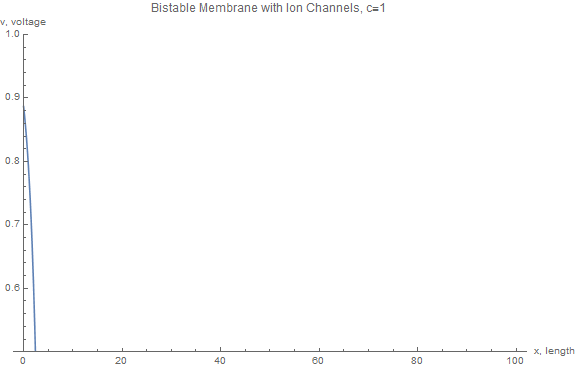 Bistable Membrane with Ion Channels, c=1
v, voltage
1.0
0.9
0.8
0.7
0.6
0 20 40 60 80 100 x, length